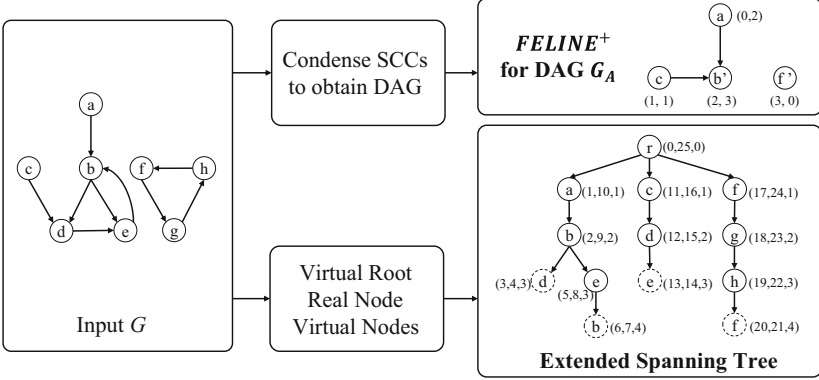 a
c
b
f
h
d
e
g
Input G
Condense SCCs
to obtain DAG
FELINE+
for DAG G_A
a (0,2)
c
b'
f'
(1, 1)
(2, 3)
(3, 0)
Virtual Root
Real Node
Virtual Nodes
r (0,25,0)
a (1,10,1)
c (11,16,1)
f (17,24,1)
b (2,9,2)
d (12,15,2)
g (18,23,2)
(3,4,3) d
e
(5,8,3)
e (13,14,3)
h (19,22,3)
b (6,7,4)
f (20,21,4)
Extended Spanning Tree